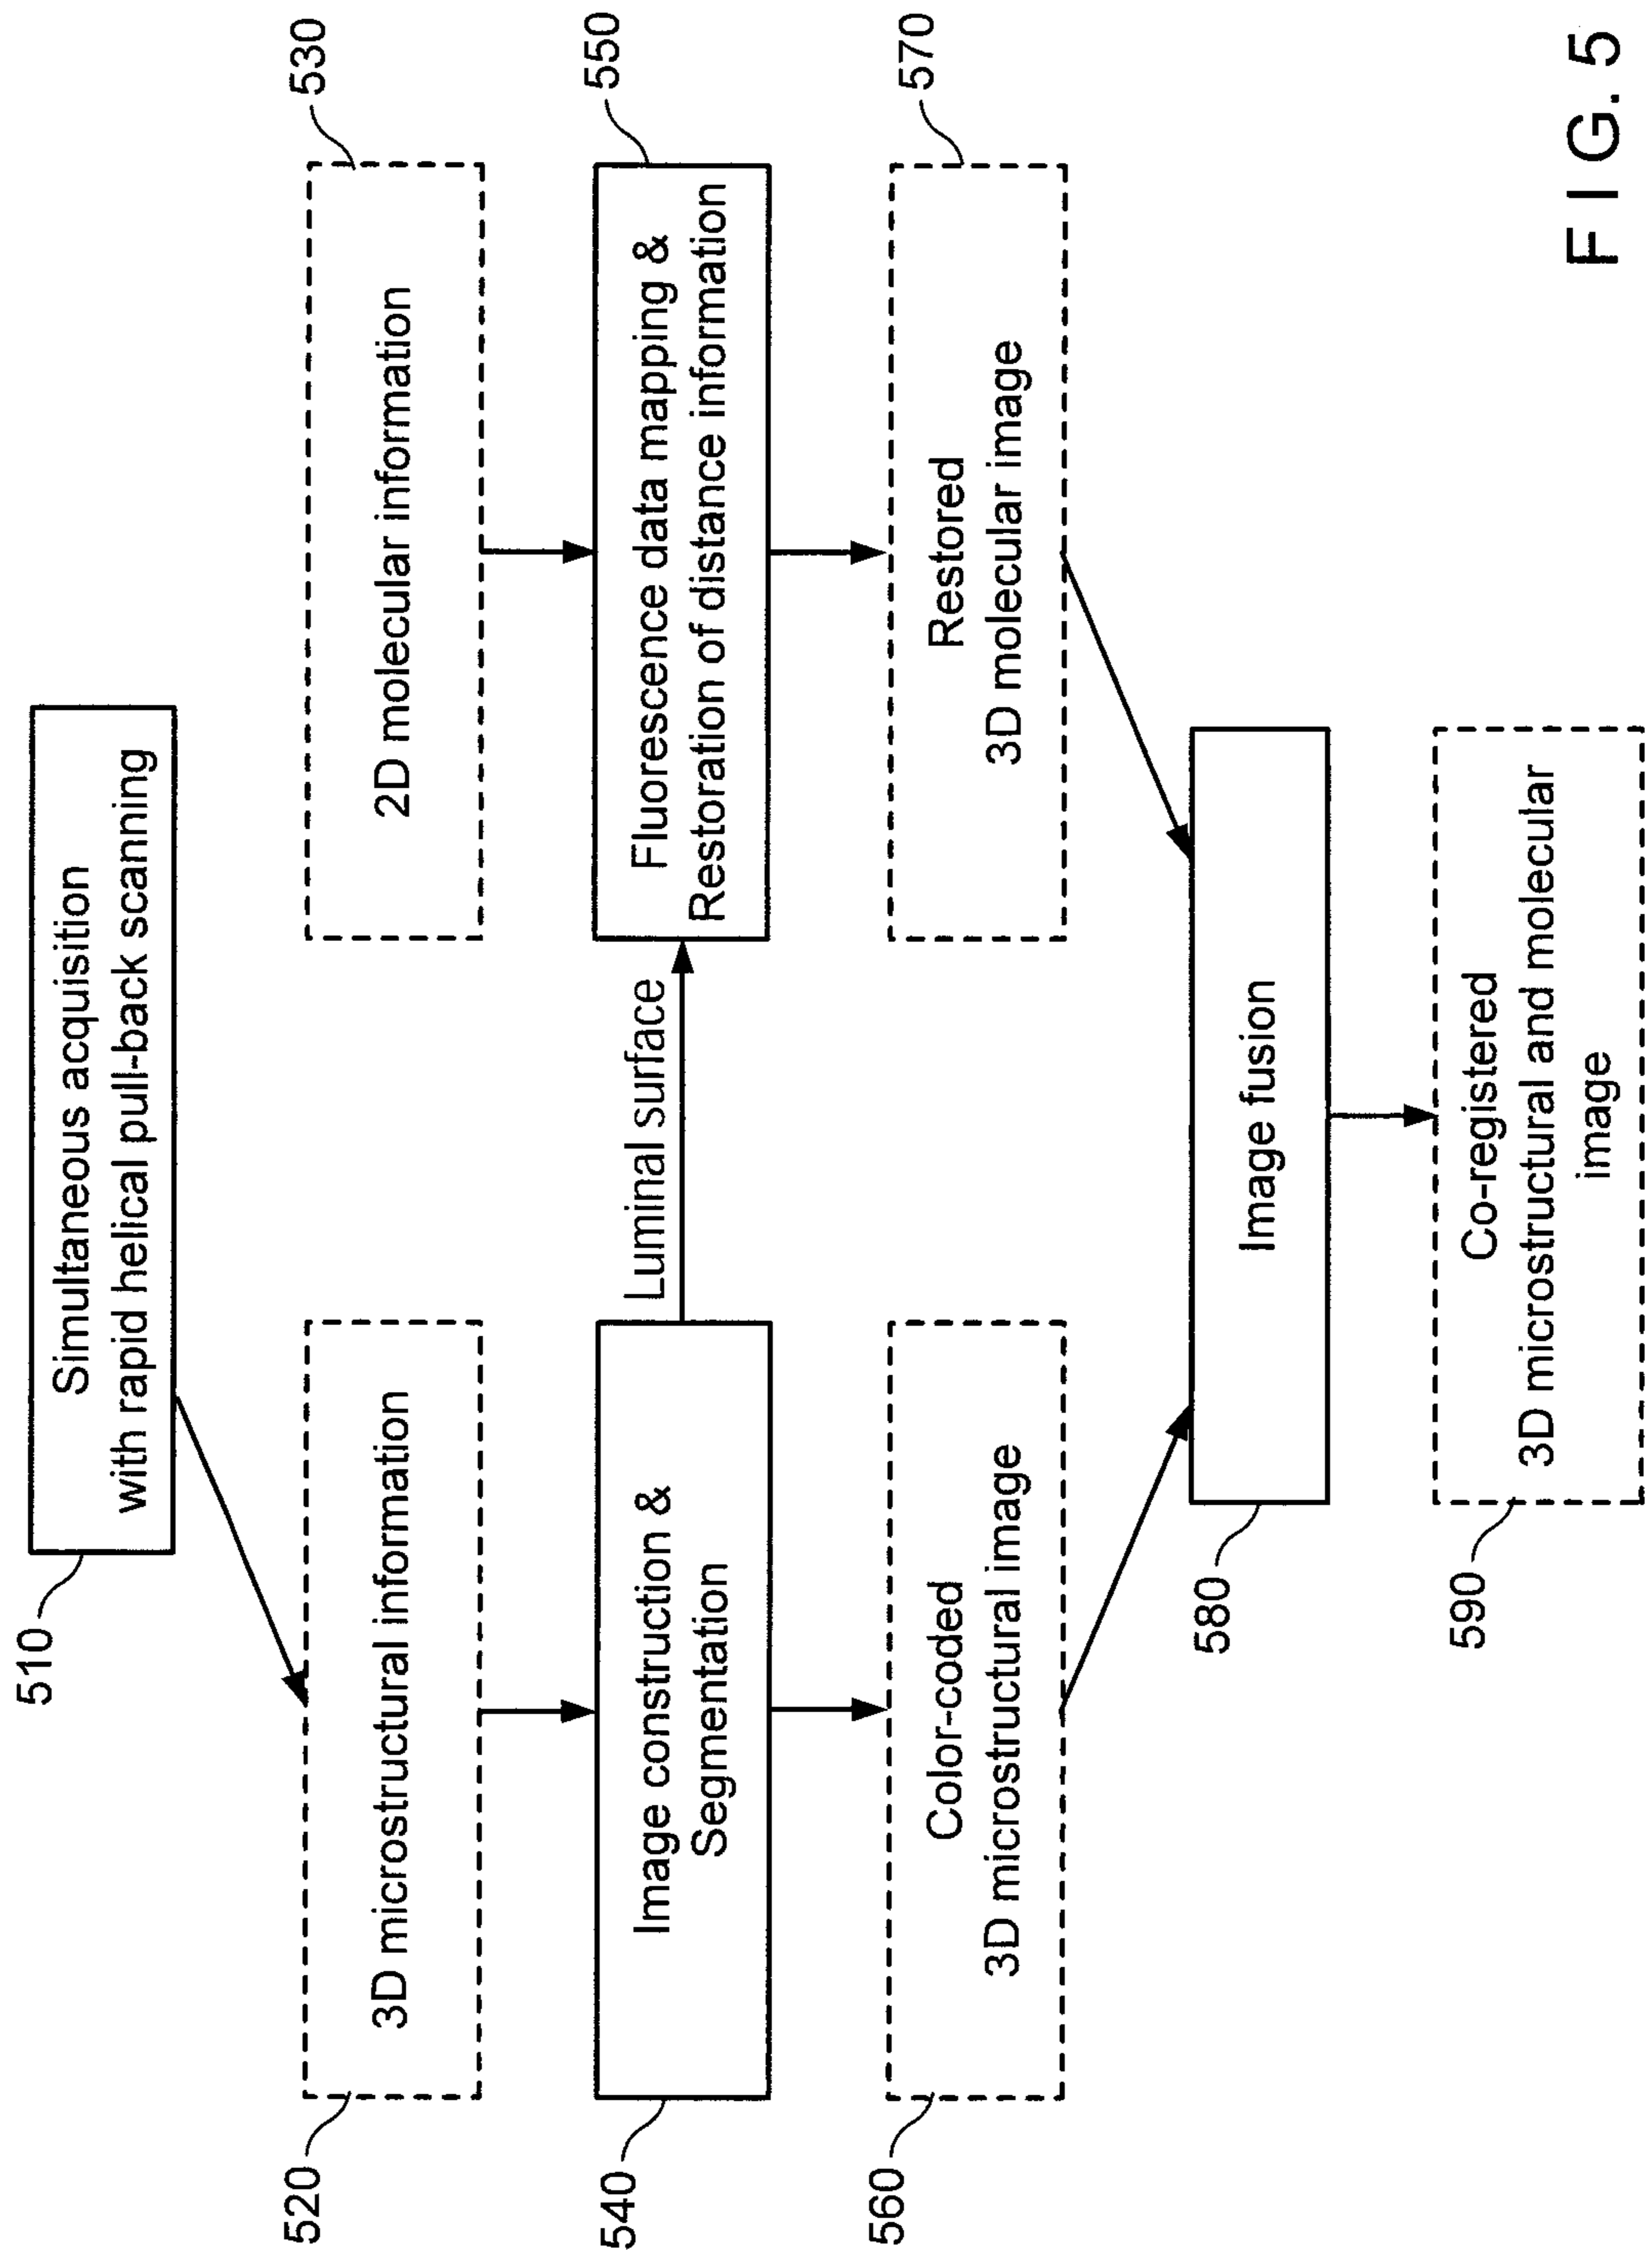 510
Simultaneous acquisition
with rapid helical pull-back scanning
520
3D microstructural information
530
2D molecular information
540
Image construction &
Segmentation
Luminal surface
550
Fluorescence data mapping &
Restoration of distance information
560
Color-coded
3D microstructural image
570
Restored
3D molecular image
580
Image fusion
590
Co-registered
3D microstructural and molecular
image
FIG. 5